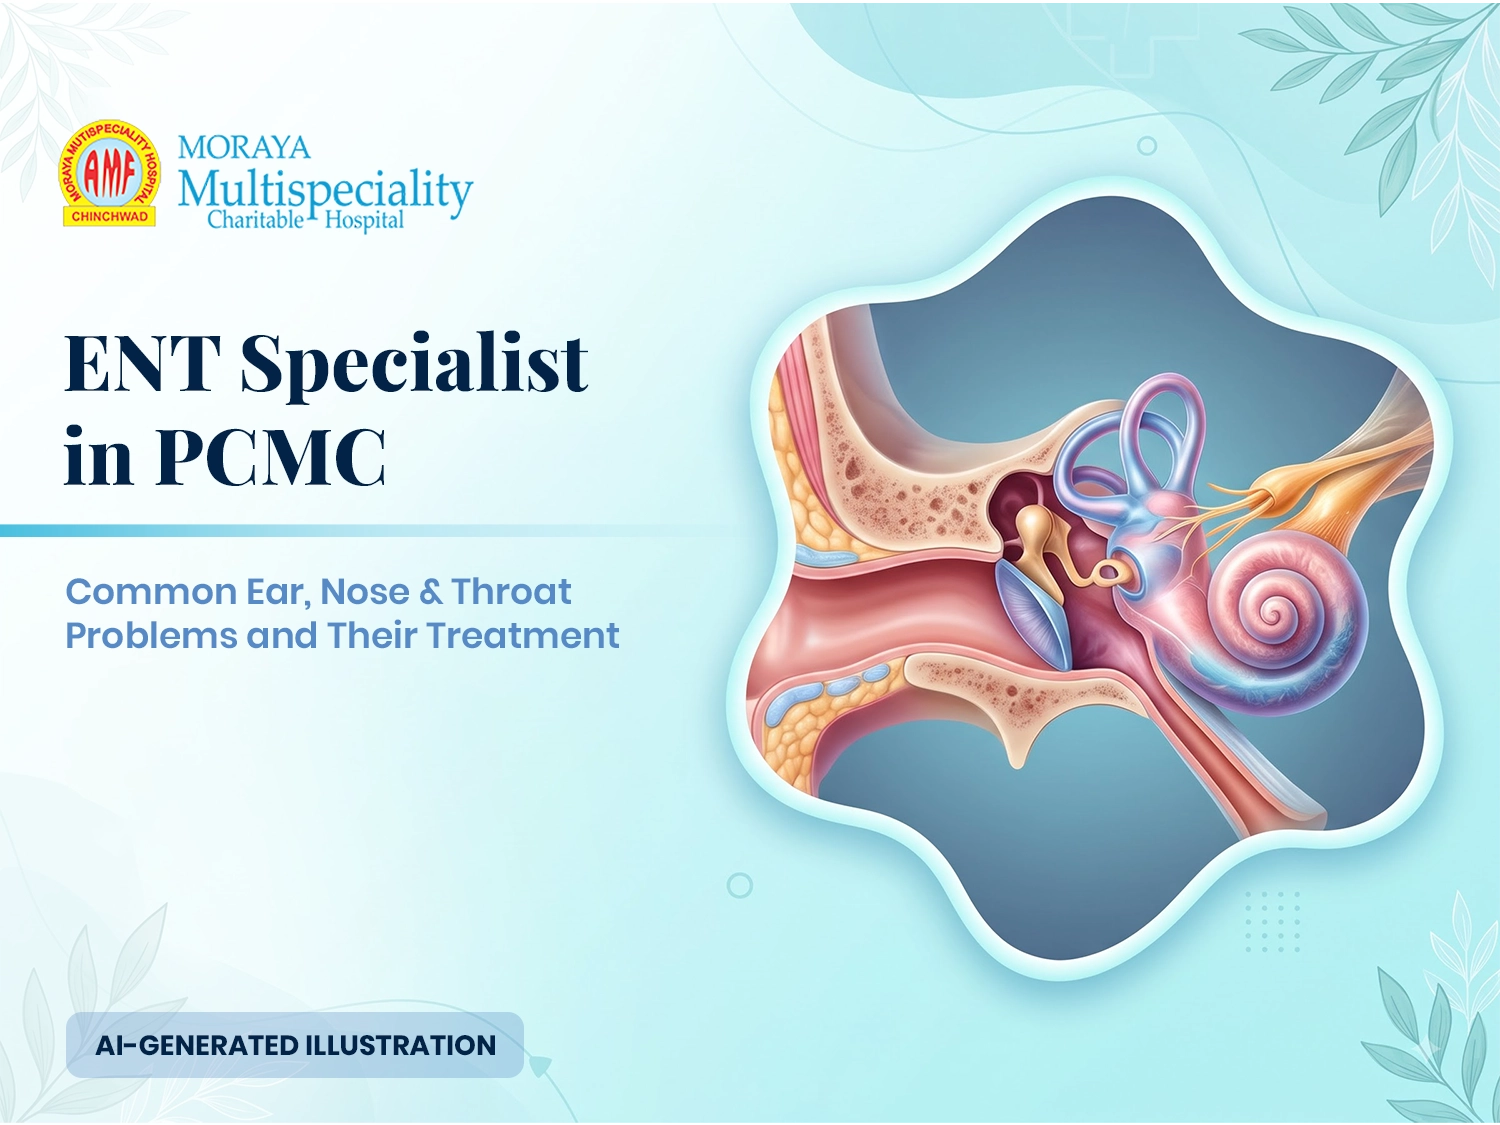 MORAYA MUTISPECIALITY HOSPITAL
AMF
CHINCHWAD
MORAYA
Multispeciality
Charitable Hospital
ENT Specialist
in PCMC
Common Ear, Nose & Throat
Problems and Their Treatment
AI-GENERATED ILLUSTRATION